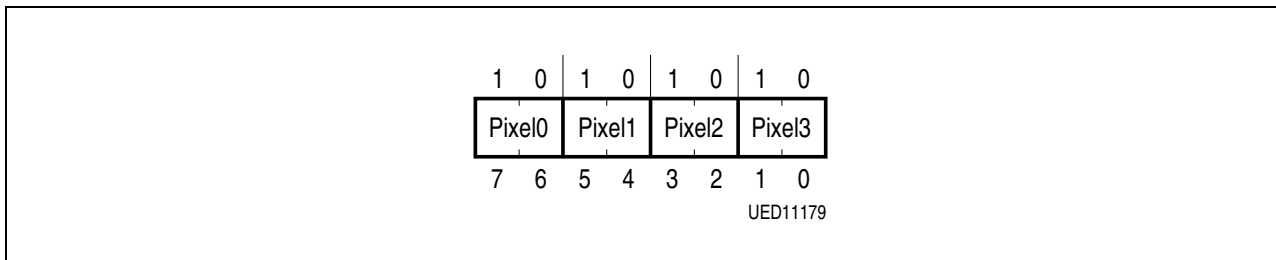 1 0 1 0 1 0 1 0
Pixel0 Pixel1 Pixel2 Pixel3
7 6 5 4 3 2 1 0
UED11179